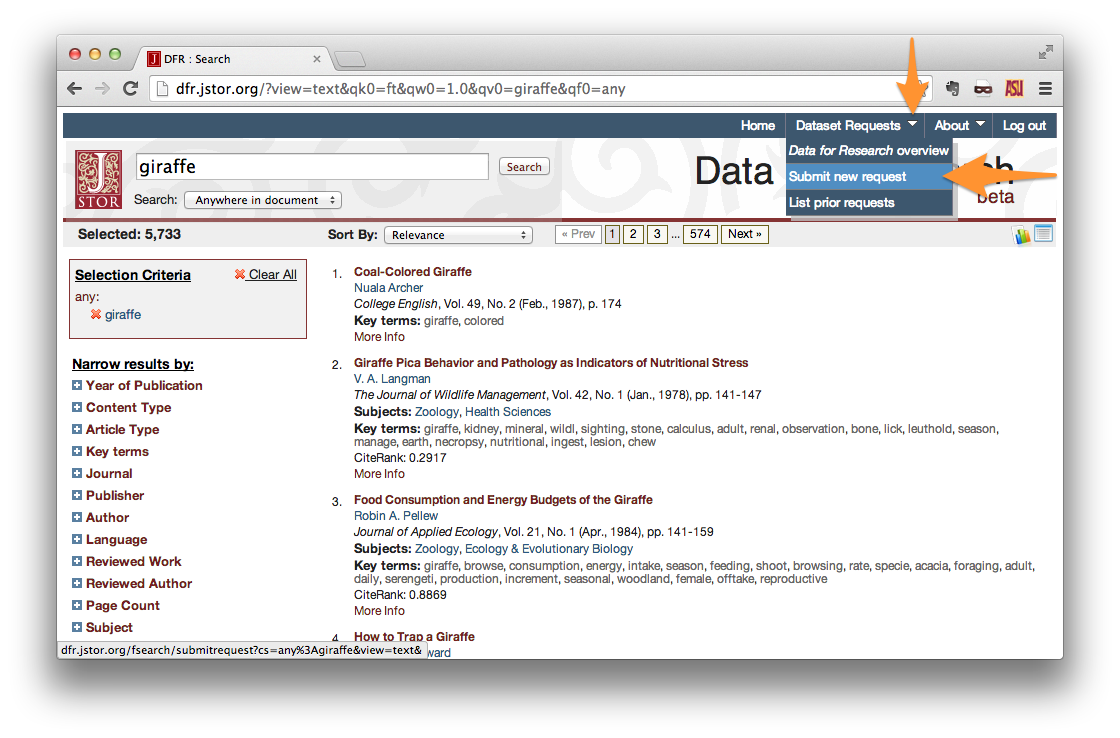 DFR : Search
dfr.jstor.org/?view=text&qk0=ft&qw0=1.0&qv0=giraffe&qf0=any
ASU
Home Dataset Requests About Log out
Data for Research overview
Submit new request
List prior requests
JSTOR
giraffe
Search
Search: Anywhere in document
Data
beta
Selected: 5,733
Sort By: Relevance
« Prev 1 2 3 ... 574 Next »
Selection Criteria
Clear All
any:
giraffe
Narrow results by:
Year of Publication
Content Type
Article Type
Key terms
Journal
Publisher
Author
Language
Reviewed Work
Reviewed Author
Page Count
Subject
1. Coal-Colored Giraffe
Nuala Archer
College English, Vol. 49, No. 2 (Feb., 1987), p. 174
Key terms: giraffe, colored
More Info
2. Giraffe Pica Behavior and Pathology as Indicators of Nutritional Stress
V. A. Langman
The Journal of Wildlife Management, Vol. 42, No. 1 (Jan., 1978), pp. 141-147
Subjects: Zoology, Health Sciences
Key terms: giraffe, kidney, mineral, wildl, sighting, stone, calculus, adult, renal, observation, bone, lick, leuthold, season,
manage, earth, necropsy, nutritional, ingest, lesion, chew
CiteRank: 0.2917
More Info
3. Food Consumption and Energy Budgets of the Giraffe
Robin A. Pellew
Journal of Applied Ecology, Vol. 21, No. 1 (Apr., 1984), pp. 141-159
Subjects: Zoology, Ecology & Evolutionary Biology
Key terms: giraffe, browse, consumption, energy, intake, season, feeding, shoot, browsing, rate, specie, acacia, foraging, adult,
daily, serengeti, production, increment, seasonal, woodland, female, offtake, reproductive
CiteRank: 0.8869
More Info
4. How to Trap a Giraffe
dfr.jstor.org/fsearch/submitrequest?cs=any%3Agiraffe&view=text&